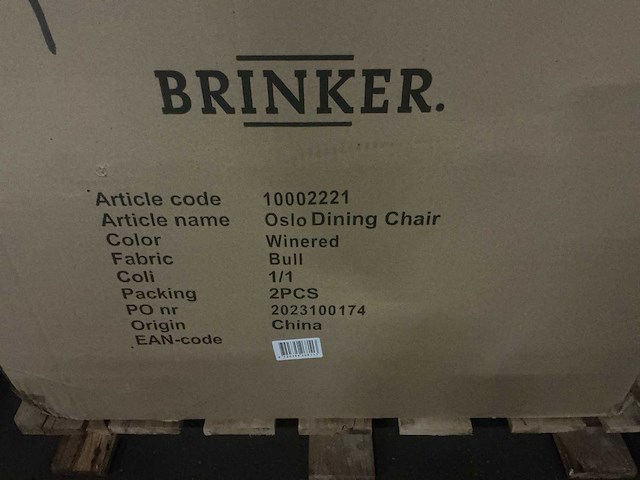 BRINKER.
Article code 10002221
Article name Oslo Dining Chair
Color Winered
Fabric Bull
Coli 1/1
Packing 2PCS
PO nr 2023100174
Origin China
EAN-code